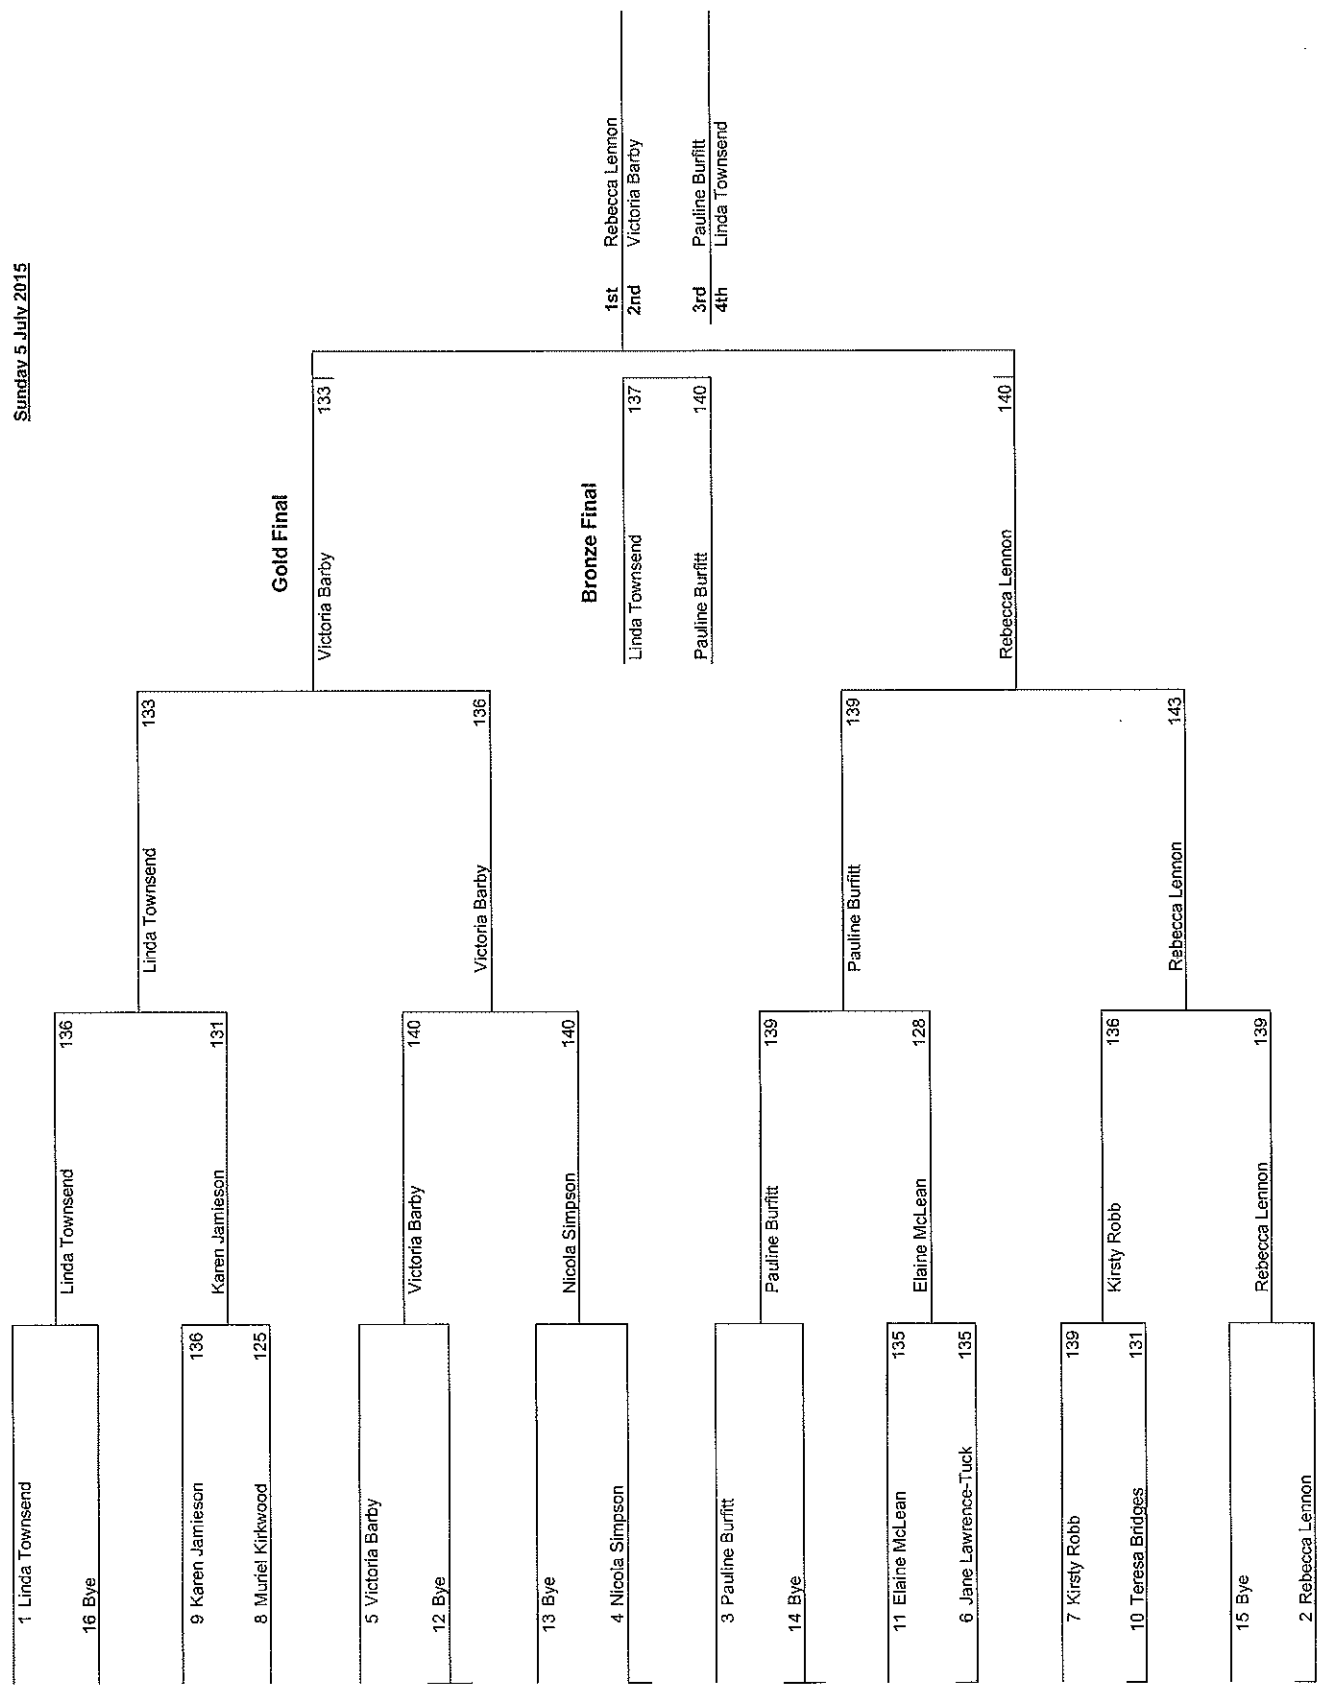 Sunday 5 July 2015
1 Linda Townsend
16 Bye
9 Karen Jamieson 136
8 Muriel Kirkwood 125
5 Victoria Barby
12 Bye
13 Bye
4 Nicola Simpson
3 Pauline Burfitt
14 Bye
11 Elaine McLean 135
6 Jane Lawrence-Tuck 135
7 Kirsty Robb 139
10 Teresa Bridges 131
15 Bye
2 Rebecca Lennon
Linda Townsend 136
Karen Jamieson 131
Victoria Barby 140
Nicola Simpson 140
Pauline Burfitt 139
Elaine McLean 128
Kirsty Robb 136
Rebecca Lennon 139
Linda Townsend 133
Victoria Barby 136
Pauline Burfitt 139
Rebecca Lennon 143
Gold Final
Victoria Barby 133
Bronze Final
Linda Townsend 137
Pauline Burfitt 140
Rebecca Lennon 140
1st Rebecca Lennon
2nd Victoria Barby
3rd Pauline Burfitt
4th Linda Townsend